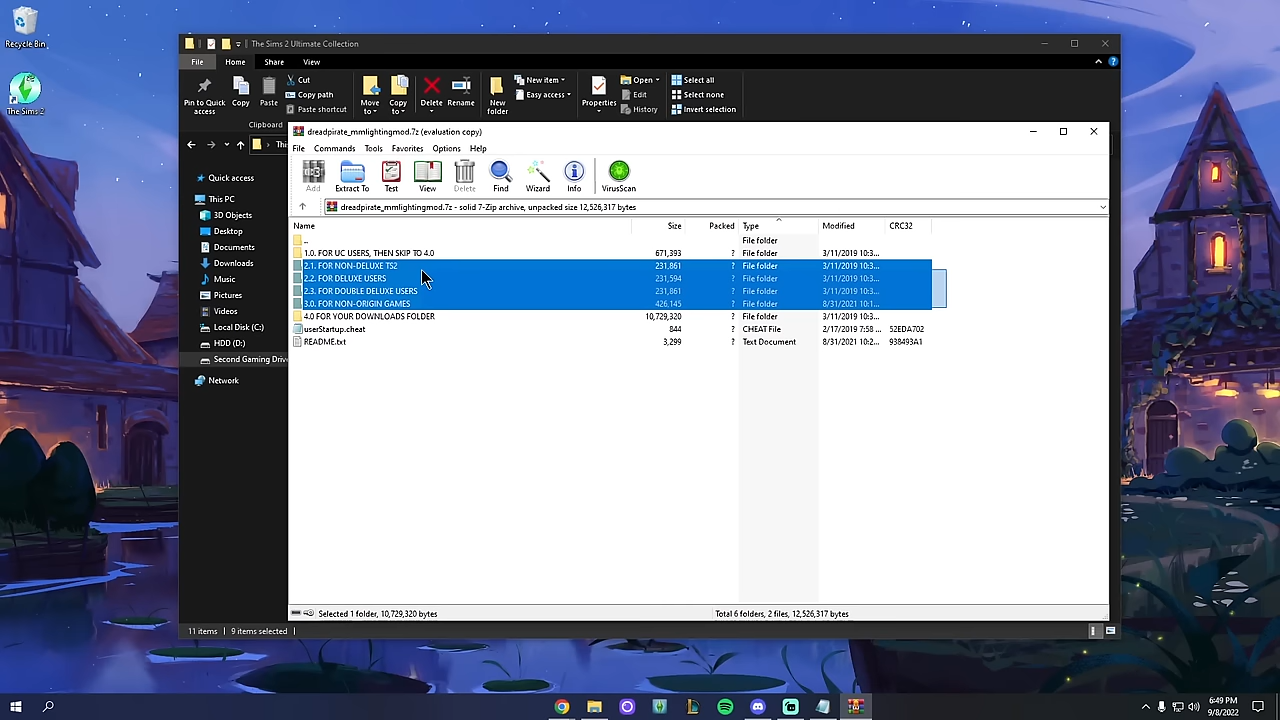 Recycle Bin
The Sims 2
The Sims 2 Ultimate Collection
File Home Share View
Pin to Quick access
Copy
Paste
Cut
Copy path
Paste shortcut
Move to
Copy to
Delete
Rename
New folder
New item
Easy access
Properties
Open
Edit
History
Select all
Select none
Invert selection
Clipboard
This
Quick access
This PC
3D Objects
Desktop
Documents
Downloads
Music
Pictures
Videos
Local Disk (C:)
HDD (D:)
Second Gaming Driv
Network
dreadpirate_mmlightingmod.7z (evaluation copy)
File Commands Tools Favorites Options Help
Add Extract To Test View Delete Find Wizard Info VirusScan
dreadpirate_mmlightingmod.7z - solid 7-Zip archive, unpacked size 12,526,317 bytes
Name Size Packed Type Modified CRC32
.. File folder
1.0. FOR UC USERS, THEN SKIP TO 4.0 671,393 ? File folder 3/11/2019 10:3...
2.1. FOR NON-DELUXE TS2 231,861 ? File folder 3/11/2019 10:3...
2.2. FOR DELUXE USERS 231,594 ? File folder 3/11/2019 10:3...
2.3. FOR DOUBLE DELUXE USERS 231,861 ? File folder 3/11/2019 10:3...
3.0. FOR NON-ORIGIN GAMES 426,145 ? File folder 8/31/2021 10:1...
4.0 FOR YOUR DOWNLOADS FOLDER 10,729,320 ? File folder 3/11/2019 10:3...
userStartup.cheat 844 ? CHEAT File 2/17/2019 7:58 ... 52EDA702
README.txt 3,299 ? Text Document 8/31/2021 10:2... 938493A1
Selected 1 folder, 10,729,320 bytes
Total 6 folders, 2 files, 12,526,317 bytes
11 items
9 items selected
6:49 PM
9/8/2022